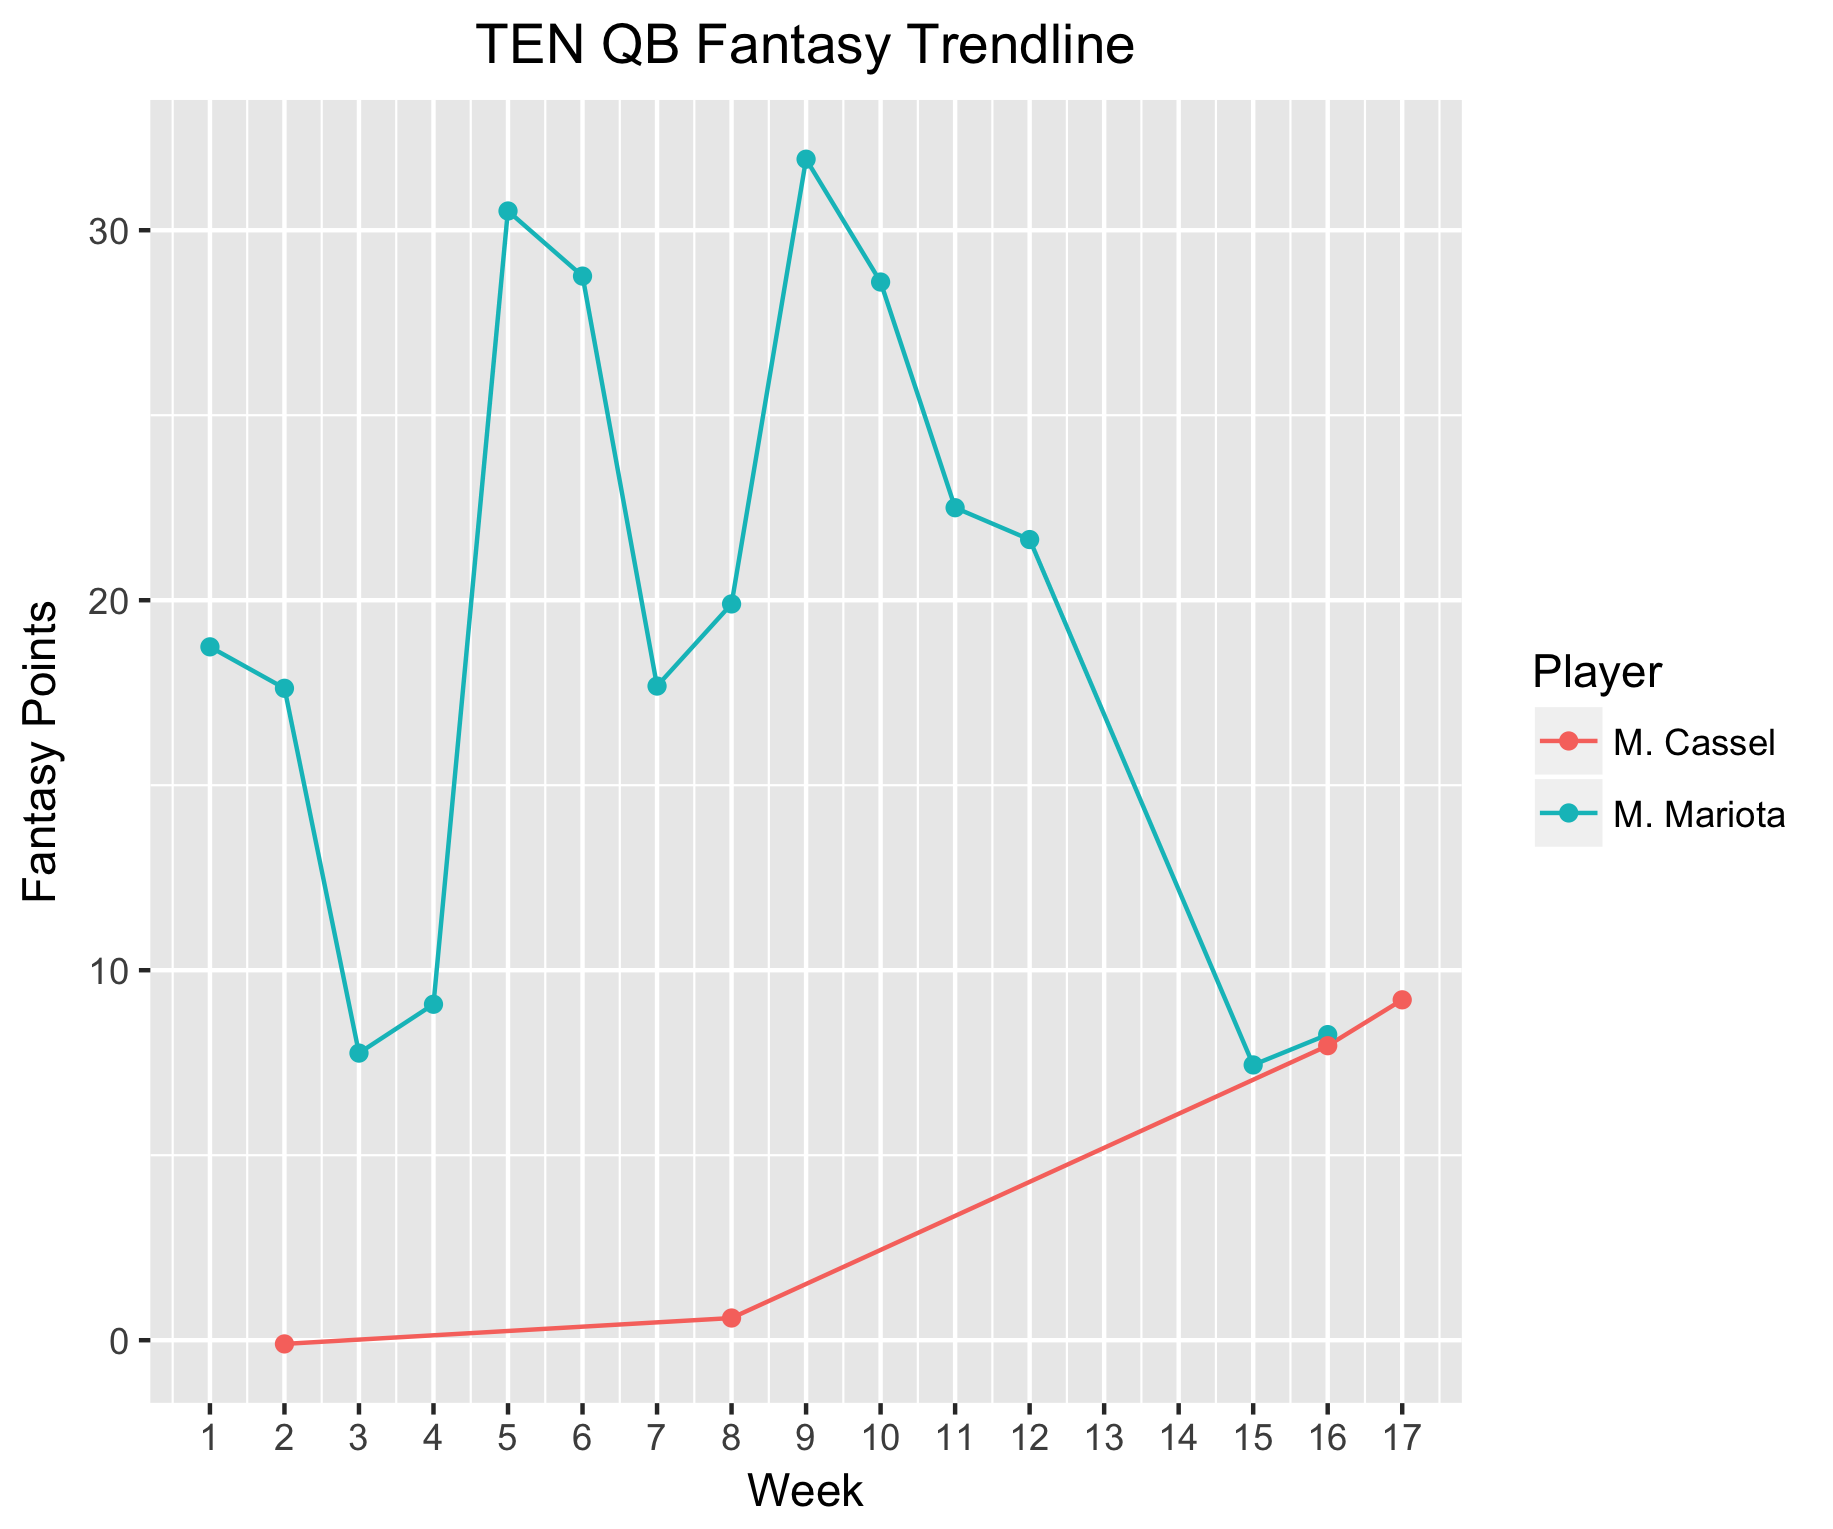 TEN QB Fantasy Trendline
30
20
10
0
Fantasy Points
1 2 3 4 5 6 7 8 9 10 11 12 13 14 15 16 17
Week
Player
M. Cassel
M. Mariota